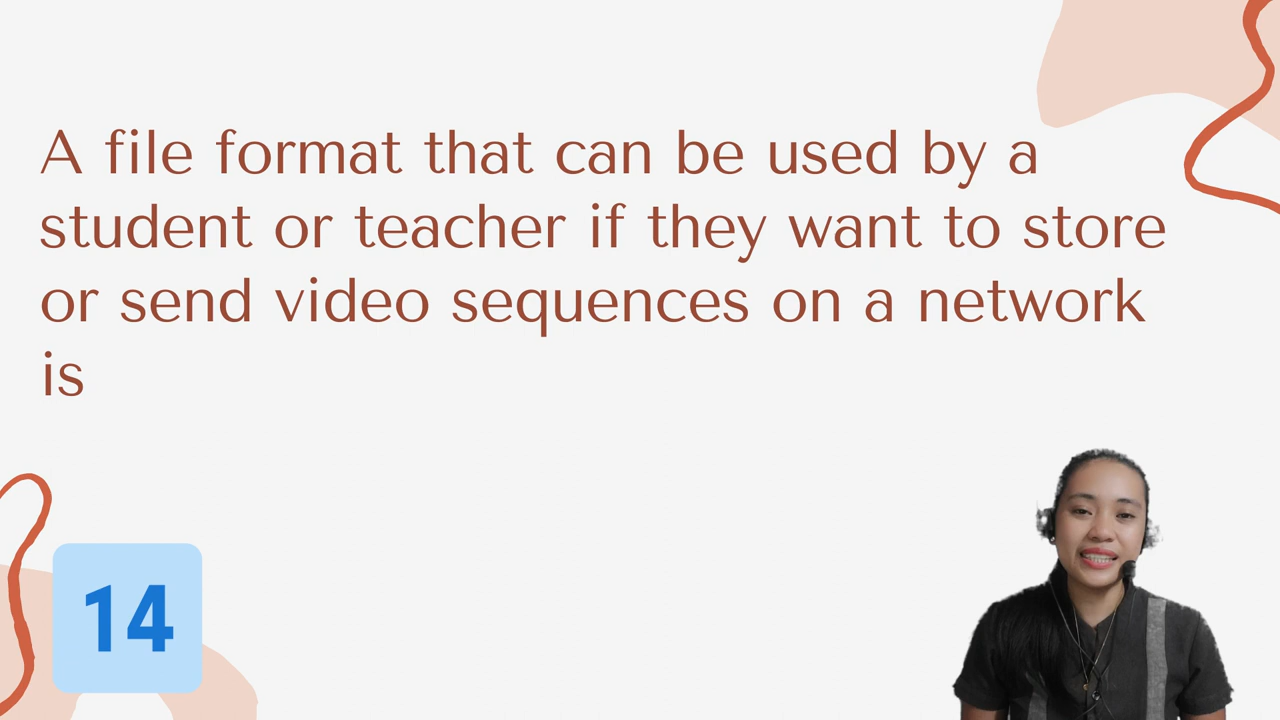 A file format that can be used by a
student or teacher if they want to store
or send video sequences on a network
is
14